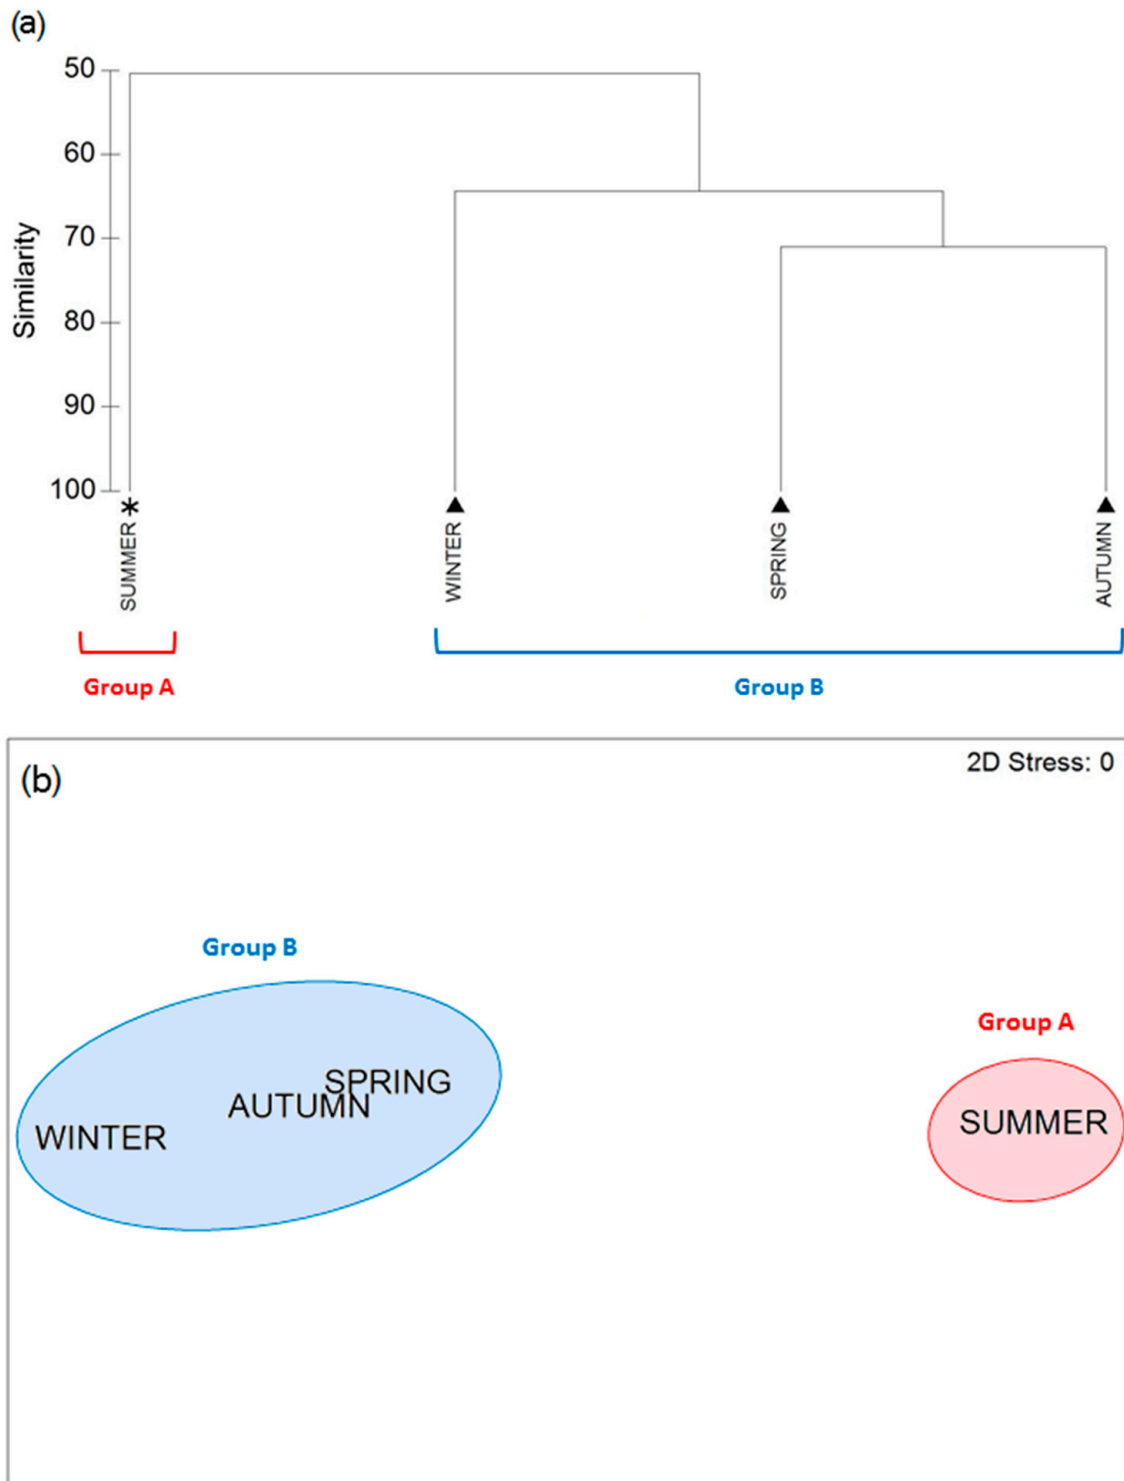 (a)
50
60
70
80
90
100
Similarity
SUMMER
WINTER
SPRING
AUTUMN
Group A
Group B
(b)
2D Stress: 0
Group B
Group A
SPRING
AUTUMN
WINTER
SUMMER